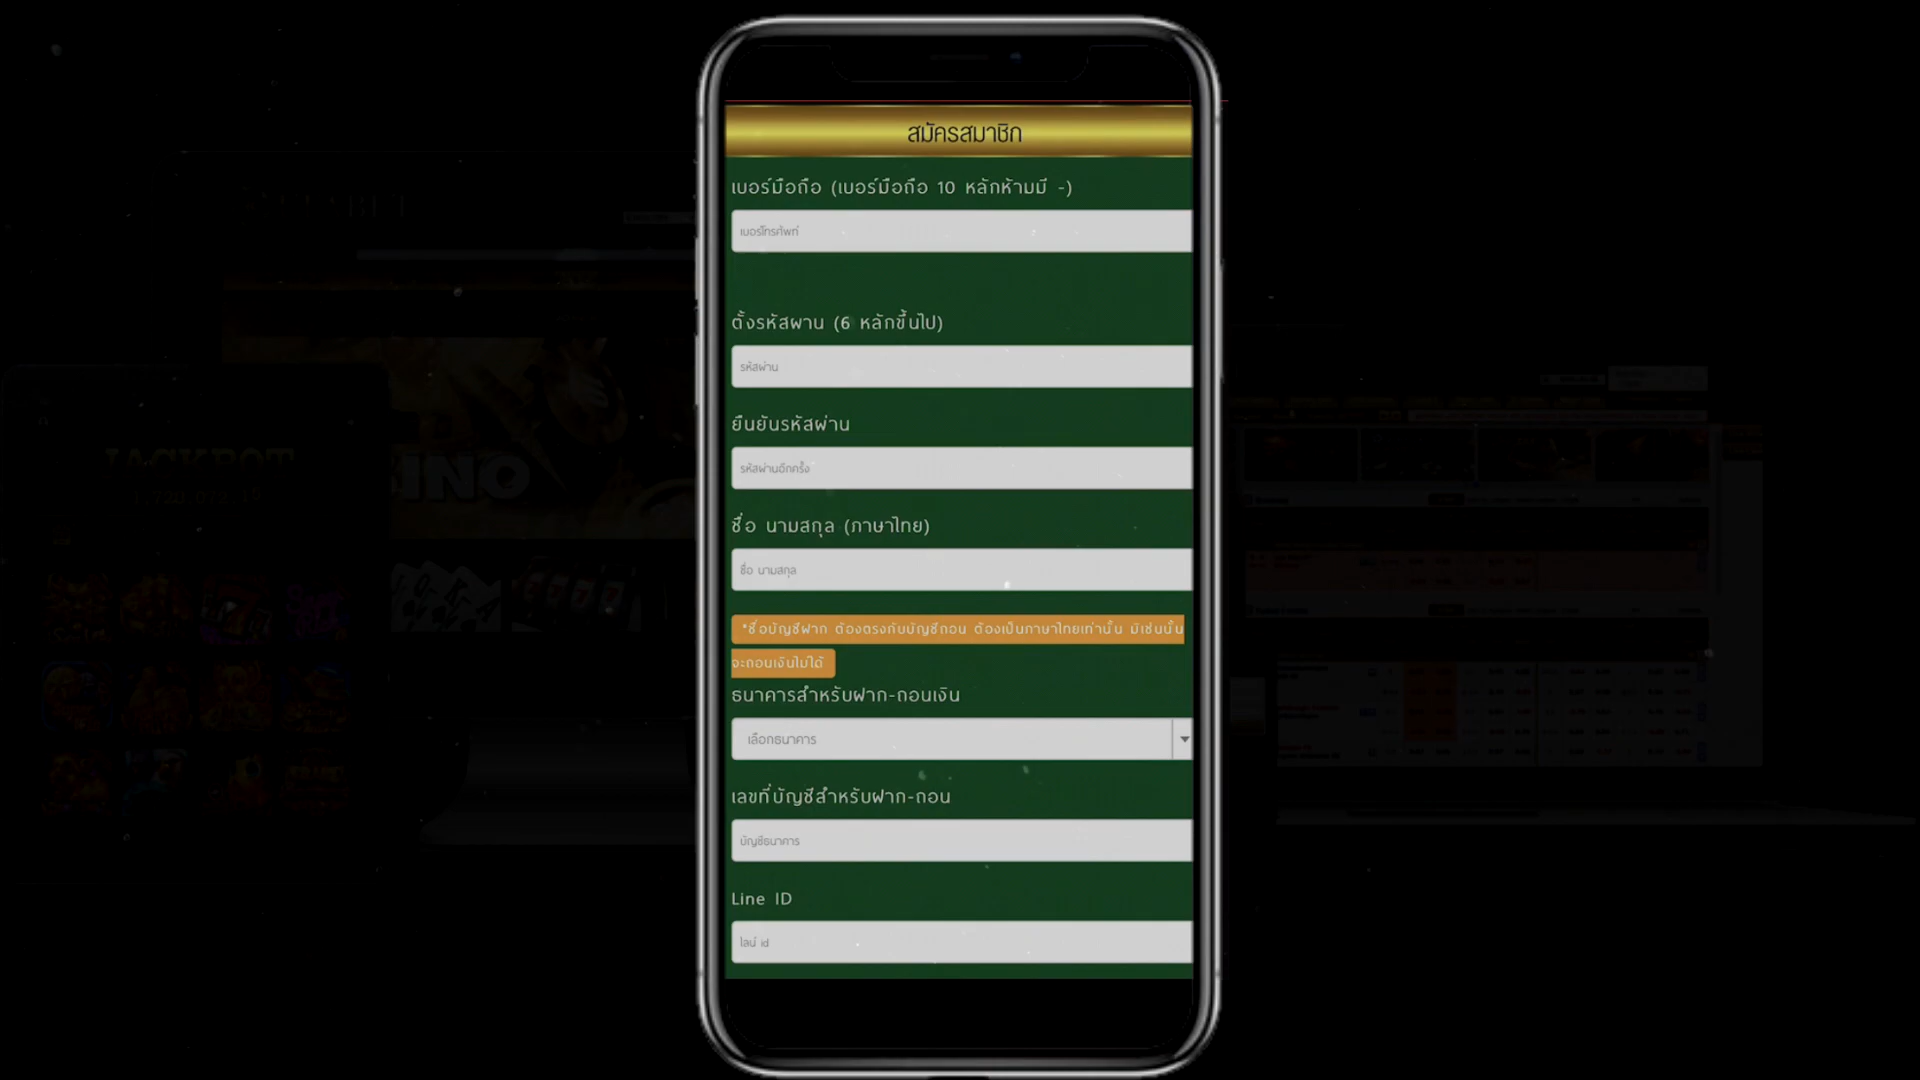 สมัครสมาชิก
เบอร์มือถือ (เบอร์มือถือ 10 หลักห้ามมี -)
เบอร์โทรศัพท์
ตั้งรหัสผาน (6 หลักขึ้นไป)
รหัสผ่าน
ยืนยันรหัสผ่าน
รหัสผ่านอีกครั้ง
ชื่อ นามสกุล (ภาษาไทย)
ชื่อ นามสกุล
*ชื่อบัญชีฝาก ต้องตรงกับบัญชีถอน ต้องเป็นภาษาไทยเท่านั้น มิเช่นนั้น
จะถอนเงินไม่ได้
ธนาคารสำหรับฝาก-ถอนเงิน
เลือกธนาคาร
เลขที่บัญชีสำหรับฝาก-ถอน
บัญชีธนาคาร
Line ID
ไลน์ id
JACKPOT
INO